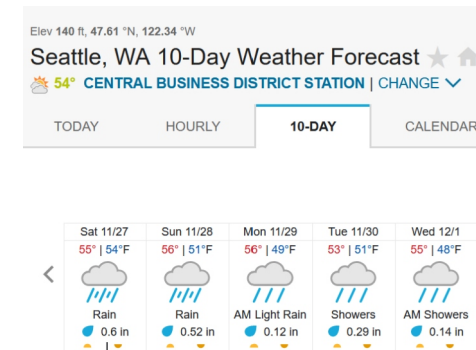 Elev 140 ft, 47.61 °N, 122.34 °W
Seattle, WA 10-Day Weather Forecast
54° CENTRAL BUSINESS DISTRICT STATION | CHANGE
TODAY HOURLY 10-DAY CALENDAR
Sat 11/27 Sun 11/28 Mon 11/29 Tue 11/30 Wed 12/1
55° | 54°F 56° | 51°F 56° | 49°F 53° | 51°F 55° | 48°F
Rain Rain AM Light Rain Showers AM Showers
0.6 in 0.52 in 0.12 in 0.29 in 0.14 in